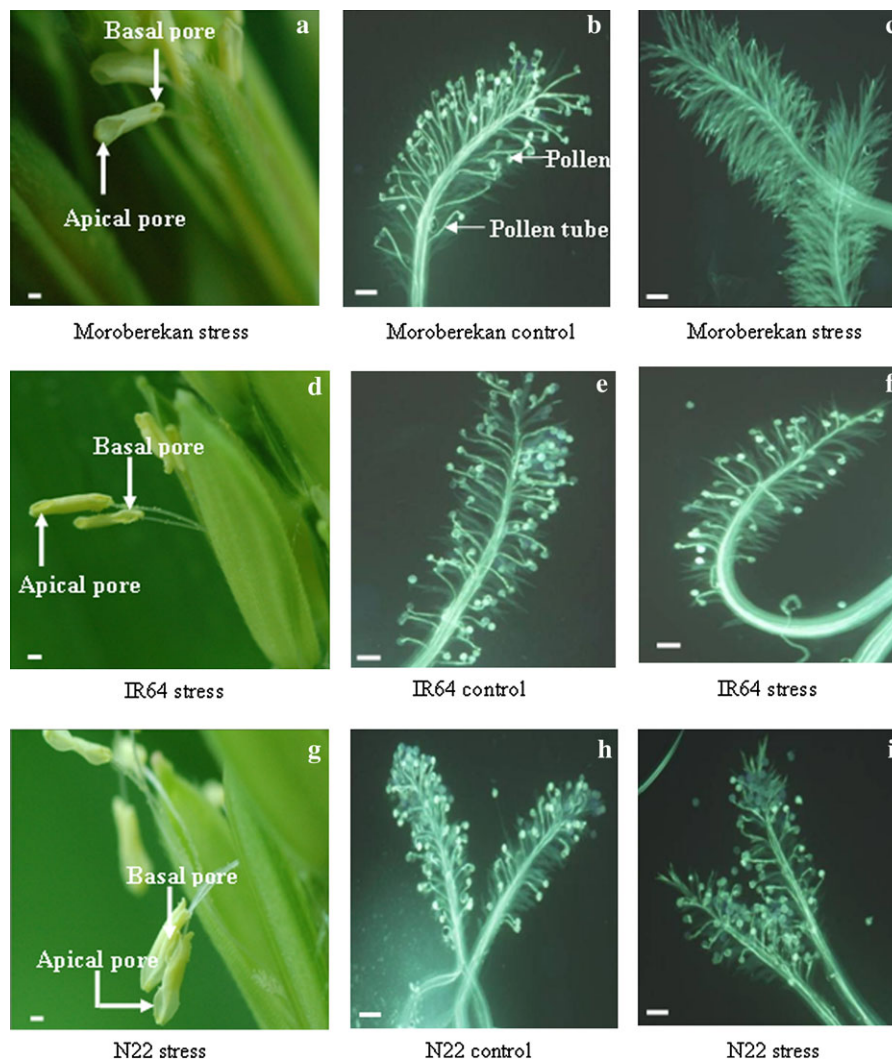 a
Basal pore
Apical pore
Moroberekan stress
b
Pollen
Pollen tube
Moroberekan control
c
Moroberekan stress
d
Basal pore
Apical pore
IR64 stress
e
IR64 control
f
IR64 stress
g
Basal pore
Apical pore
N22 stress
h
N22 control
i
N22 stress